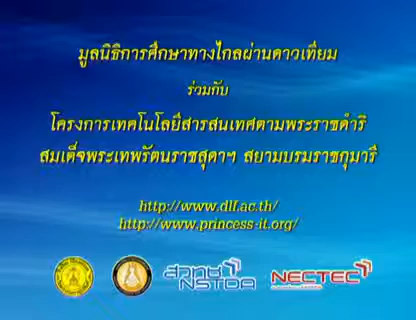 มูลนิธิการศึกษาทางไกลผ่านดาวเทียม
ร่วมกับ
โครงการเทคโนโลยีสารสนเทศตามพระราชดำริ
สมเด็จพระเทพรัตนราชสุดาฯ สยามบรมราชกุมารี
http://www.dlf.ac.th/
http://www.princess-it.org/
สวทช
NSTDA
NECTEC